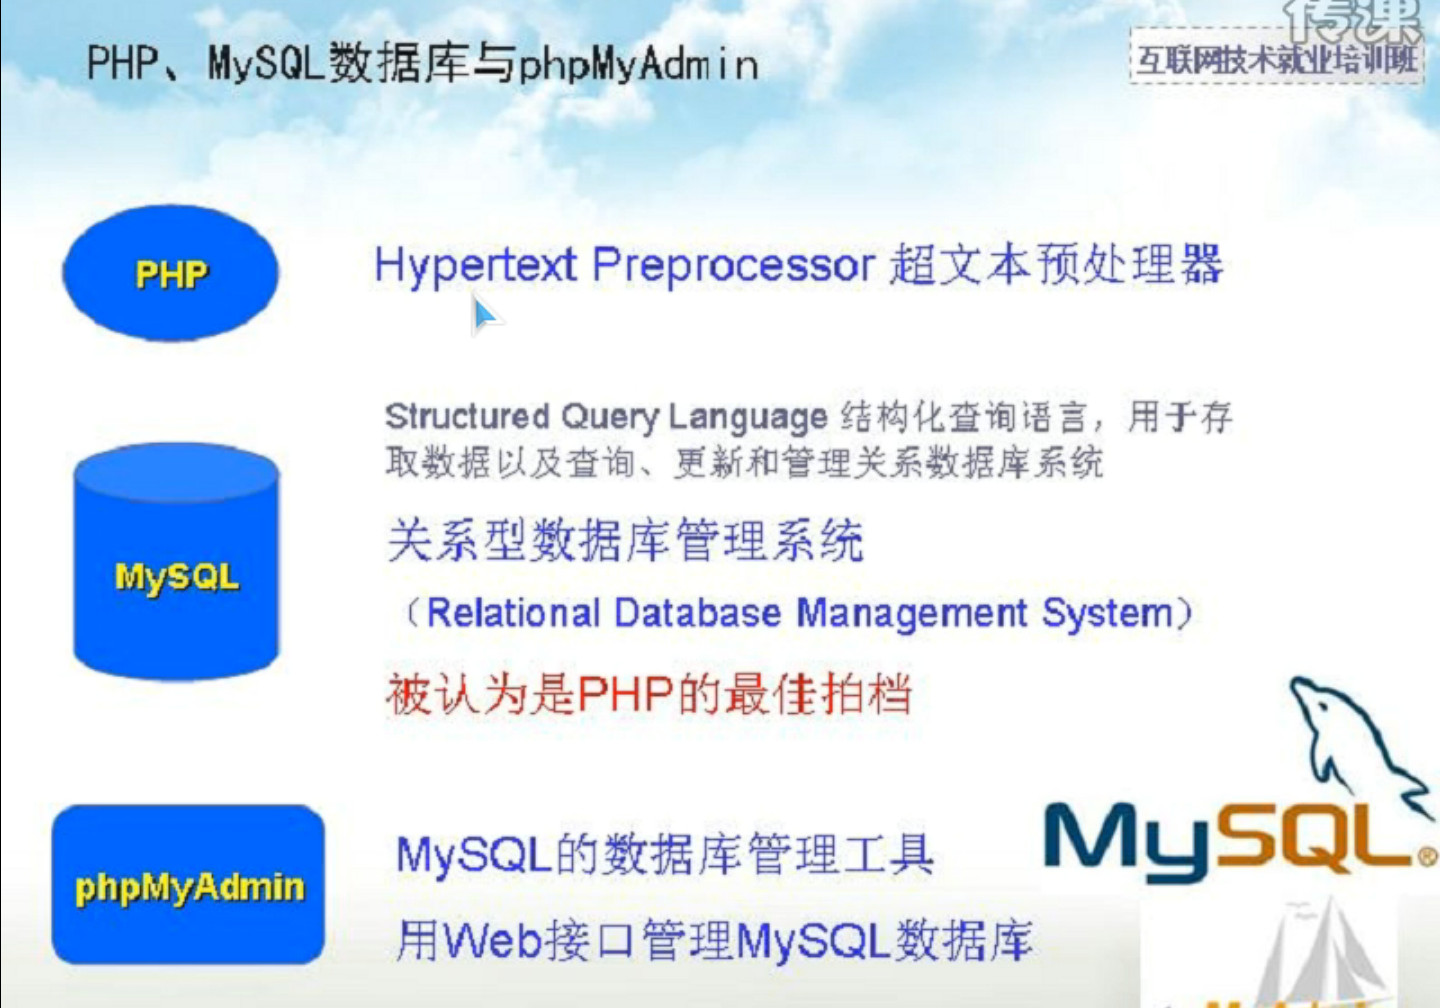 传课
PHP、MySQL数据库与phpMyAdmin
互联网技术就业培训班
PHP
Hypertext Preprocessor 超文本预处理器
Structured Query Language 结构化查询语言，用于存
取数据以及查询、更新和管理关系数据库系统
MySQL
关系型数据库管理系统
（Relational Database Management System）
被认为是PHP的最佳拍档
MySQL®
phpMyAdmin
MySQL的数据库管理工具
用Web接口管理MySQL数据库